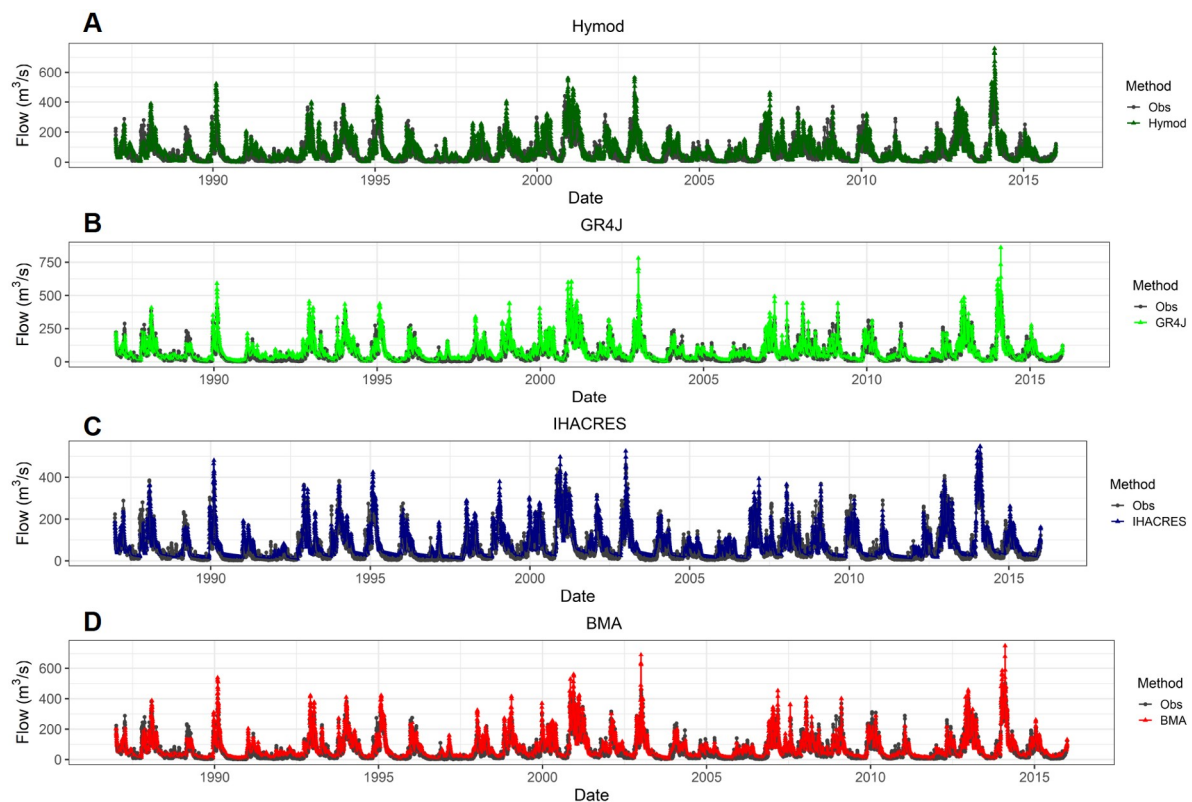 A
Hymod
Flow (m³/s)
600
400
200
0
1990
1995
2000
2005
2010
2015
Date
Method
Obs
Hymod
B
GR4J
Flow (m³/s)
750
500
250
0
1990
1995
2000
2005
2010
2015
Date
Method
Obs
GR4J
C
IHACRES
Flow (m³/s)
400
200
0
1990
1995
2000
2005
2010
2015
Date
Method
Obs
IHACRES
D
BMA
Flow (m³/s)
600
400
200
0
1990
1995
2000
2005
2010
2015
Date
Method
Obs
BMA